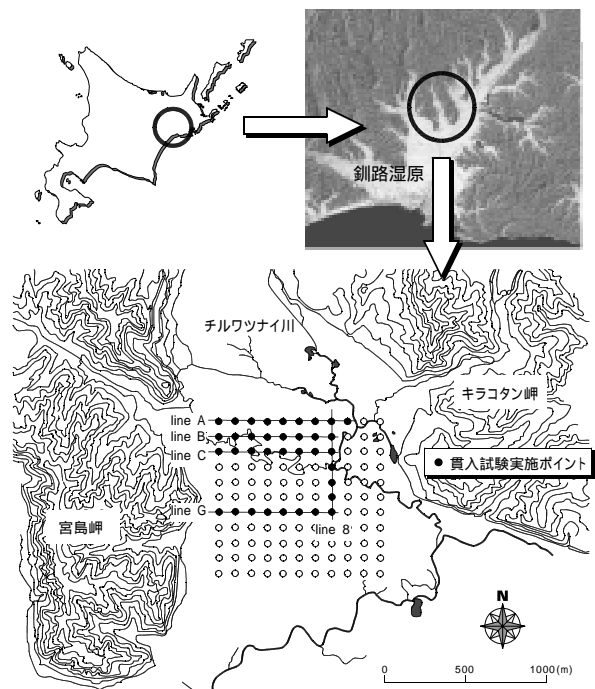 釧路湿原
チルワツナイ川
キラコタン岬
line A
line B
line C
貫入試験実施ポイント
line G
line 8
宮島岬
N
0 500 1000(m)